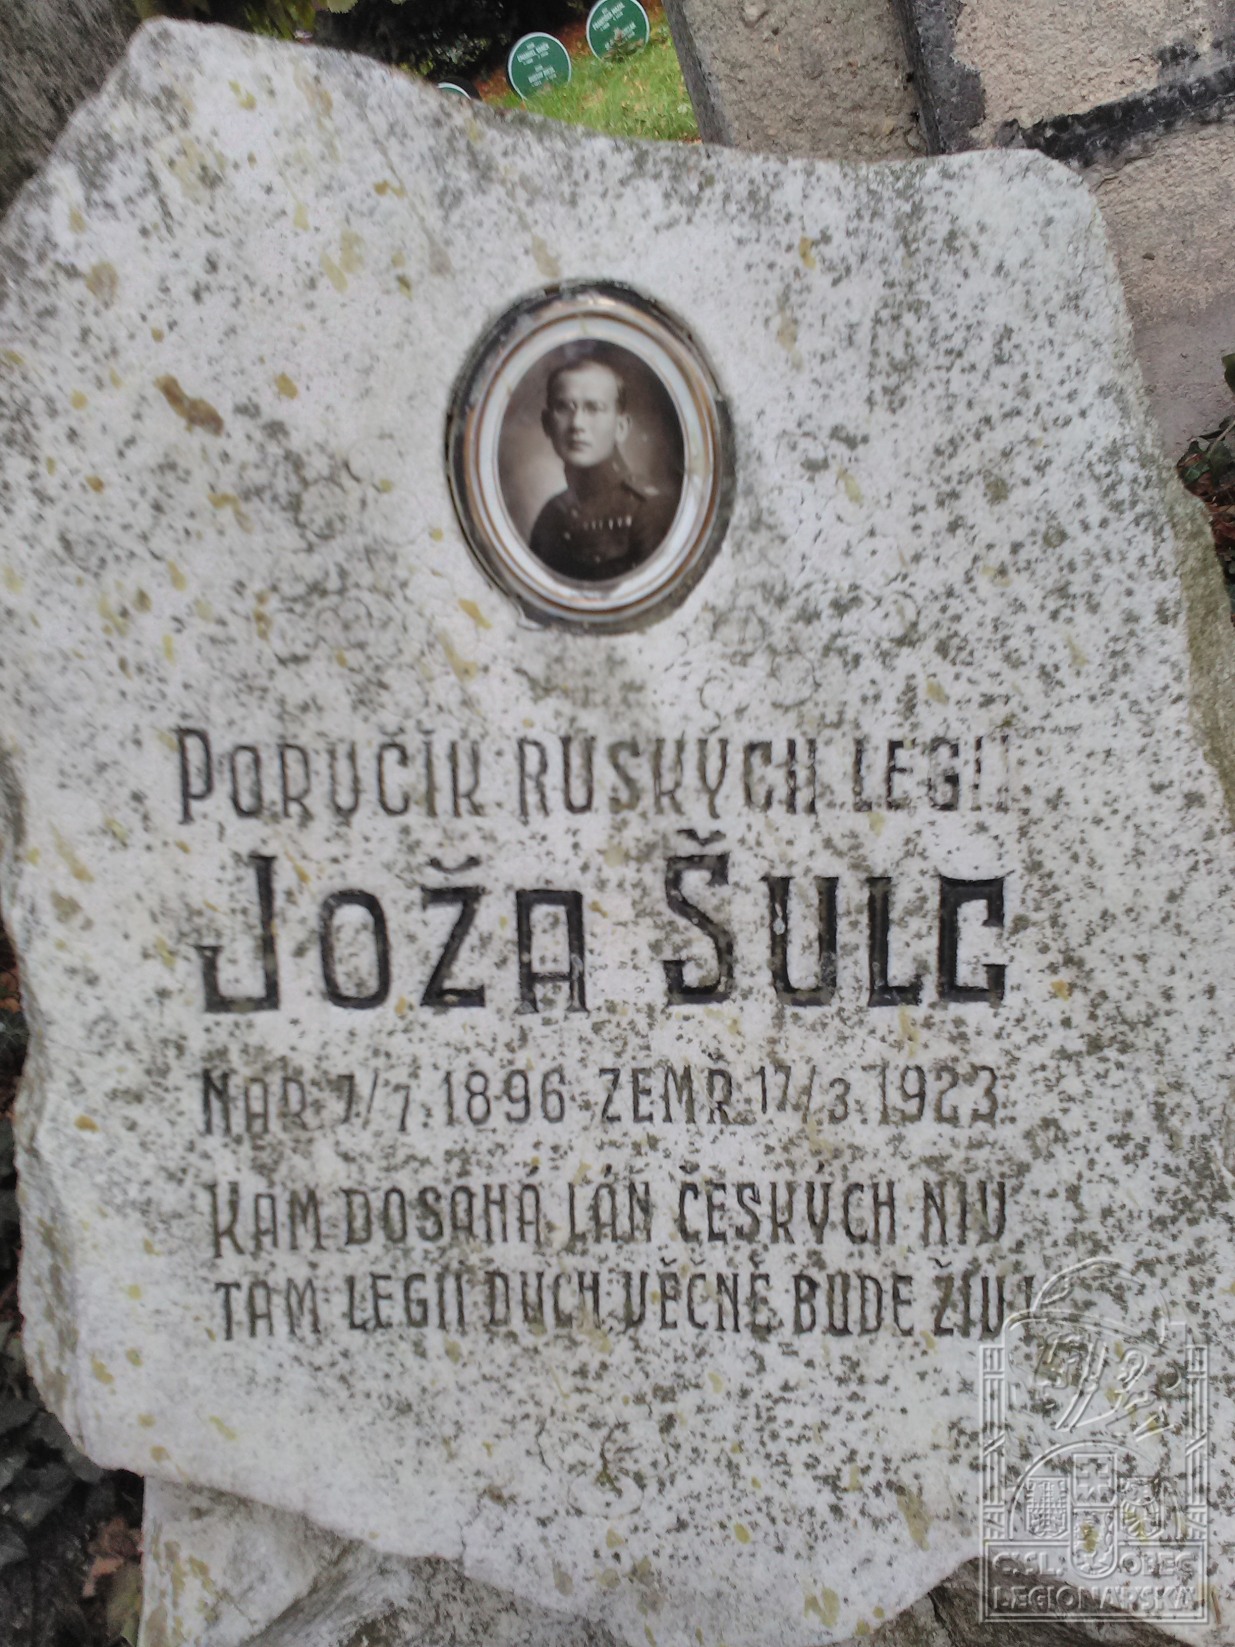 PORUČÍK RUSKÝCH LEGIÍ
JOŽA ŠULC
NAR. 7/7. 1896 ZEMŘ. 17/3. 1923
KAM DOSAHÁ LÁN ČESKÝCH NIV
TAM LEGIÍ DUCH VĚČNĚ BUDE ŽIV!
ČSL. OBEC
LEGIONÁŘSKÁ